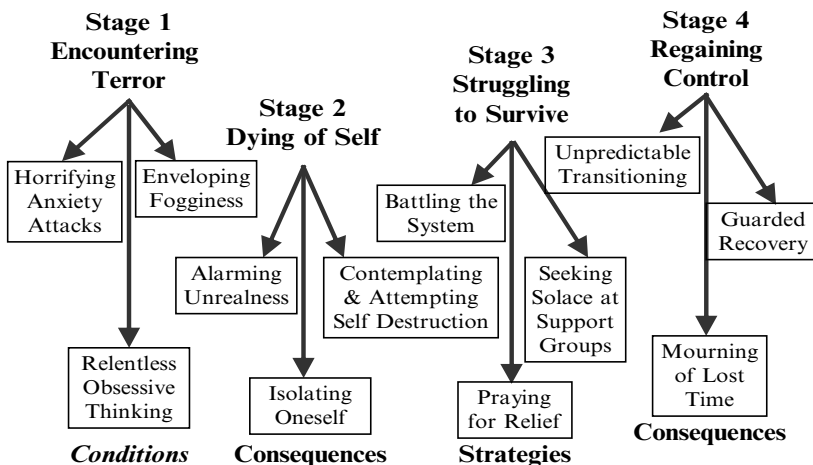 Stage 1
Encountering
Terror
Horrifying
Anxiety
Attacks
Enveloping
Fogginess
Relentless
Obsessive
Thinking
Conditions
Stage 2
Dying of Self
Alarming
Unrealness
Contemplating
& Attempting
Self Destruction
Isolating
Oneself
Consequences
Stage 3
Struggling
to Survive
Battling the
System
Seeking
Solace at
Support
Groups
Praying
for Relief
Strategies
Stage 4
Regaining
Control
Unpredictable
Transitioning
Guarded
Recovery
Mourning
of Lost
Time
Consequences